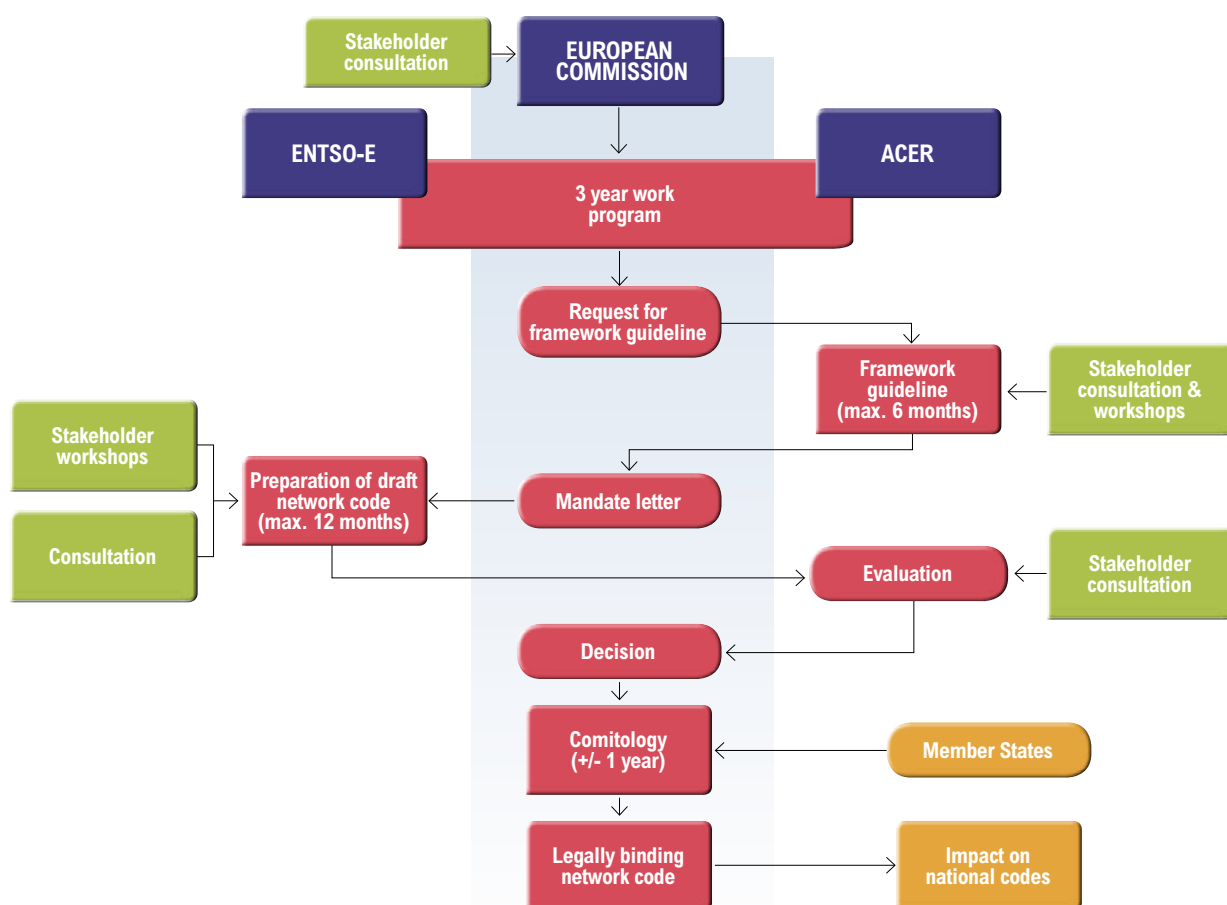 Stakeholder
consultation
EUROPEAN
COMMISSION
ENTSO-E
ACER
3 year work
program
Request for
framework guideline
Framework
guideline
(max. 6 months)
Stakeholder
consultation &
workshops
Stakeholder
workshops
Preparation of draft
network code
(max. 12 months)
Mandate letter
Consultation
Evaluation
Stakeholder
consultation
Decision
Comitology
(+/- 1 year)
Member States
Legally binding
network code
Impact on
national codes